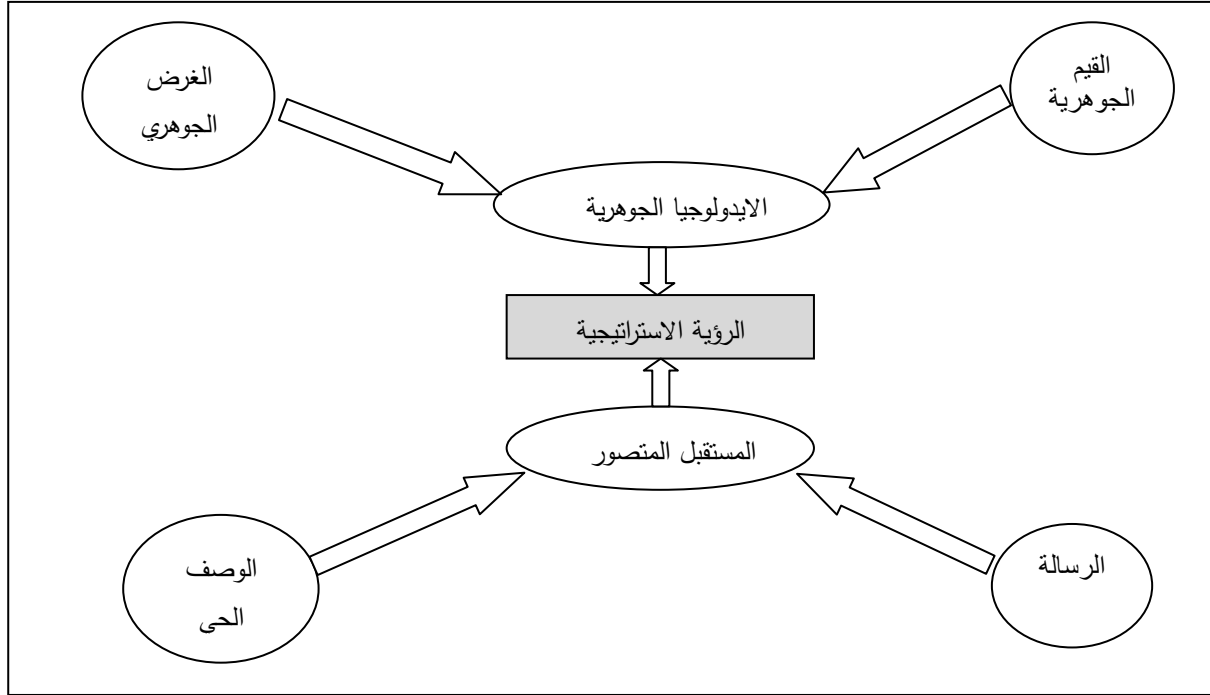 القيم
الجوهرية
الغرض
الجوهري
الايدولوجيا الجوهرية
الرؤية الاستراتيجية
المستقبل المتصور
الرسالة
الوصف
الحى